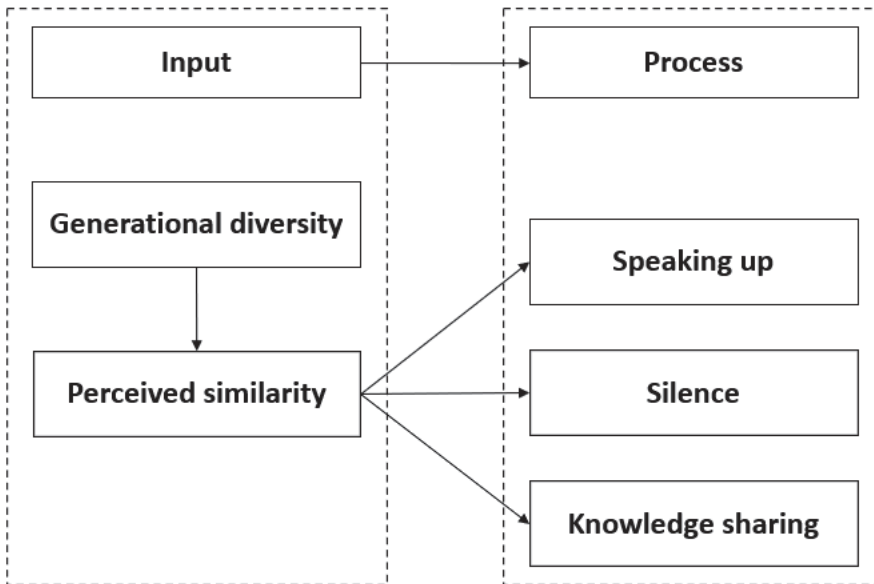 Input
Process
Generational diversity
Speaking up
Perceived similarity
Silence
Knowledge sharing